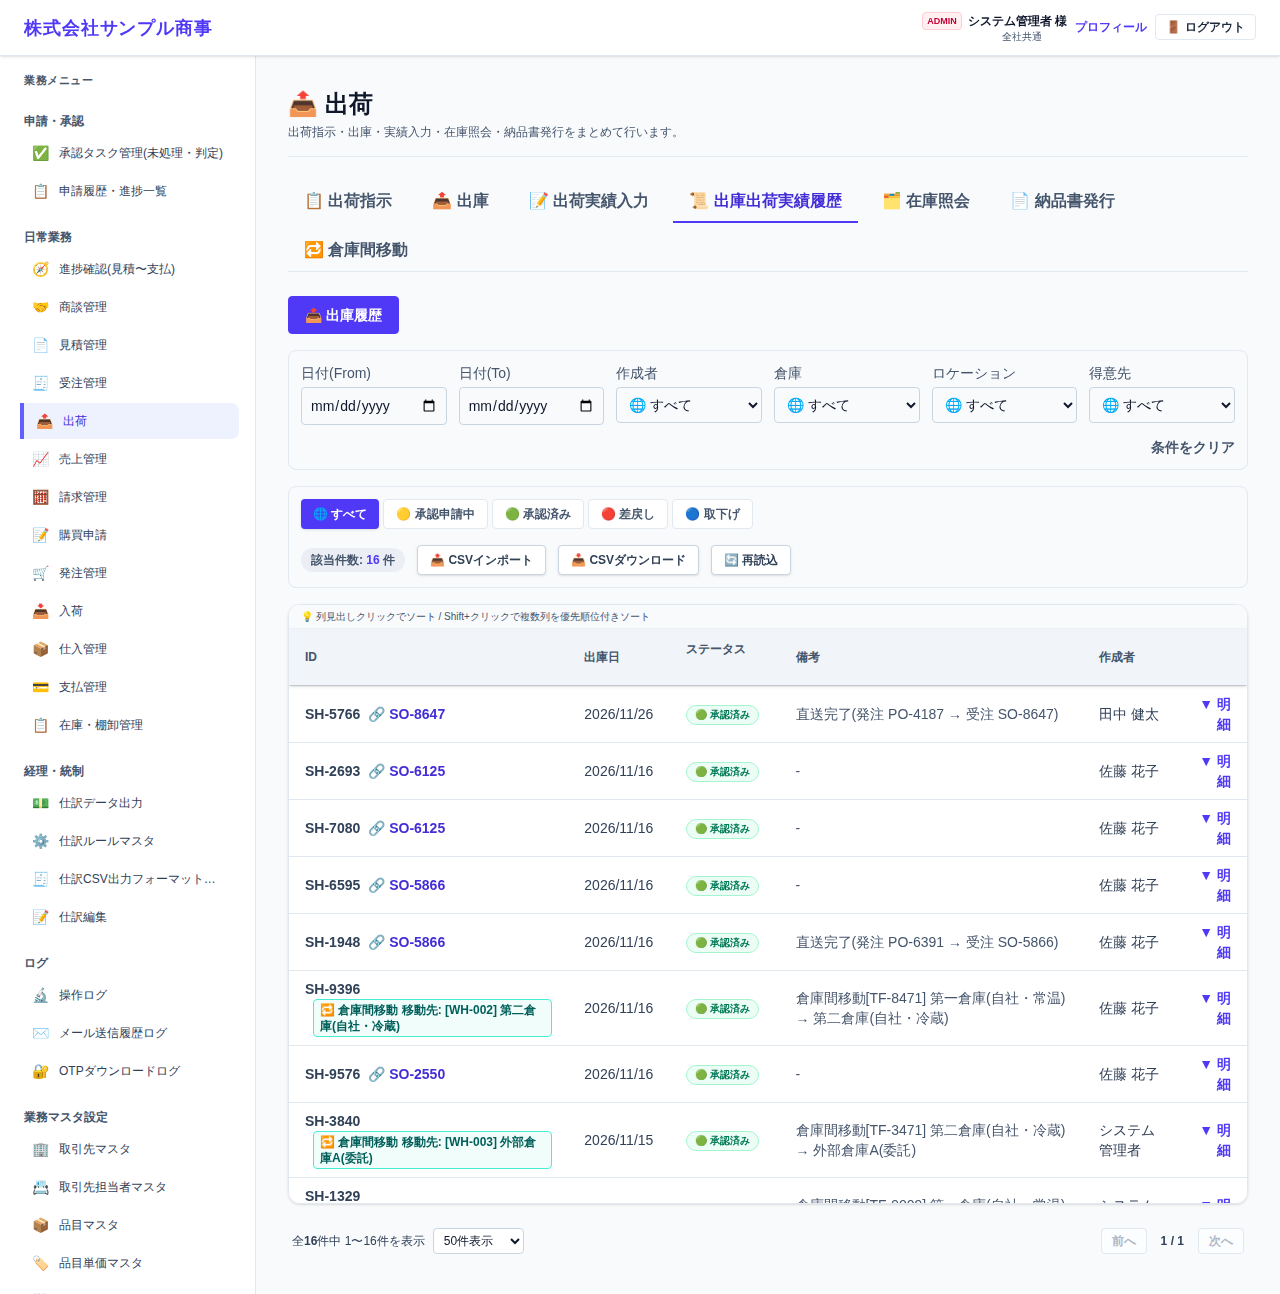 株式会社サンプル商事
ADMIN システム管理者 様
全社共通
プロフィール
🚪 ログアウト
業務メニュー
申請・承認
✅ 承認タスク管理(未処理・判定)
📋 申請履歴・進捗一覧
日常業務
🧭 進捗確認(見積〜支払)
🤝 商談管理
📄 見積管理
🧾 受注管理
📤 出荷
📈 売上管理
🧮 請求管理
📝 購買申請
🛒 発注管理
📥 入荷
📦 仕入管理
💳 支払管理
📋 在庫・棚卸管理
経理・統制
💵 仕訳データ出力
⚙️ 仕訳ルールマスタ
🧾 仕訳CSV出力フォーマット…
📝 仕訳編集
ログ
🔬 操作ログ
✉️ メール送信履歴ログ
🔐 OTPダウンロードログ
業務マスタ設定
🏢 取引先マスタ
📇 取引先担当者マスタ
📦 品目マスタ
🏷️ 品目単価マスタ
📤 出荷
出荷指示・出庫・実績入力・在庫照会・納品書発行をまとめて行います。
📋 出荷指示
📤 出庫
📝 出荷実績入力
📜 出庫出荷実績履歴
🗂️ 在庫照会
📄 納品書発行
🔁 倉庫間移動
📤 出庫履歴
日付(From)
日付(To)
作成者
倉庫
ロケーション
得意先
mm/dd/yyyy
mm/dd/yyyy
🌐 すべて
🌐 すべて
🌐 すべて
🌐 すべて
条件をクリア
🌐 すべて
🟡 承認申請中
🟢 承認済み
🔴 差戻し
🔵 取下げ
該当件数: 16 件
📤 CSVインポート
📥 CSVダウンロード
🔄 再読込
💡 列見出しクリックでソート / Shift+クリックで複数列を優先順位付きソート
ID 出庫日 ステータス 備考 作成者
SH-5766 🔗 SO-8647 2026/11/26 🟢 承認済み 直送完了(発注 PO-4187 → 受注 SO-8647) 田中 健太 ▼ 明
細
SH-2693 🔗 SO-6125 2026/11/16 🟢 承認済み - 佐藤 花子 ▼ 明
細
SH-7080 🔗 SO-6125 2026/11/16 🟢 承認済み - 佐藤 花子 ▼ 明
細
SH-6595 🔗 SO-5866 2026/11/16 🟢 承認済み - 佐藤 花子 ▼ 明
細
SH-1948 🔗 SO-5866 2026/11/16 🟢 承認済み 直送完了(発注 PO-6391 → 受注 SO-5866) 佐藤 花子 ▼ 明
細
SH-9396
🔁 倉庫間移動 移動先: [WH-002] 第二倉
庫(自社・冷蔵)
2026/11/16 🟢 承認済み 倉庫間移動[TF-8471] 第一倉庫(自社・常温)
→ 第二倉庫(自社・冷蔵)
佐藤 花子 ▼ 明
細
SH-9576 🔗 SO-2550 2026/11/16 🟢 承認済み - 佐藤 花子 ▼ 明
細
SH-3840
🔁 倉庫間移動 移動先: [WH-003] 外部倉
庫A(委託)
2026/11/15 🟢 承認済み 倉庫間移動[TF-3471] 第二倉庫(自社・冷蔵)
→ 外部倉庫A(委託)
システム
管理者
▼ 明
細
SH-1329
全16件中 1〜16件を表示
50件表示
前へ
1 / 1
次へ